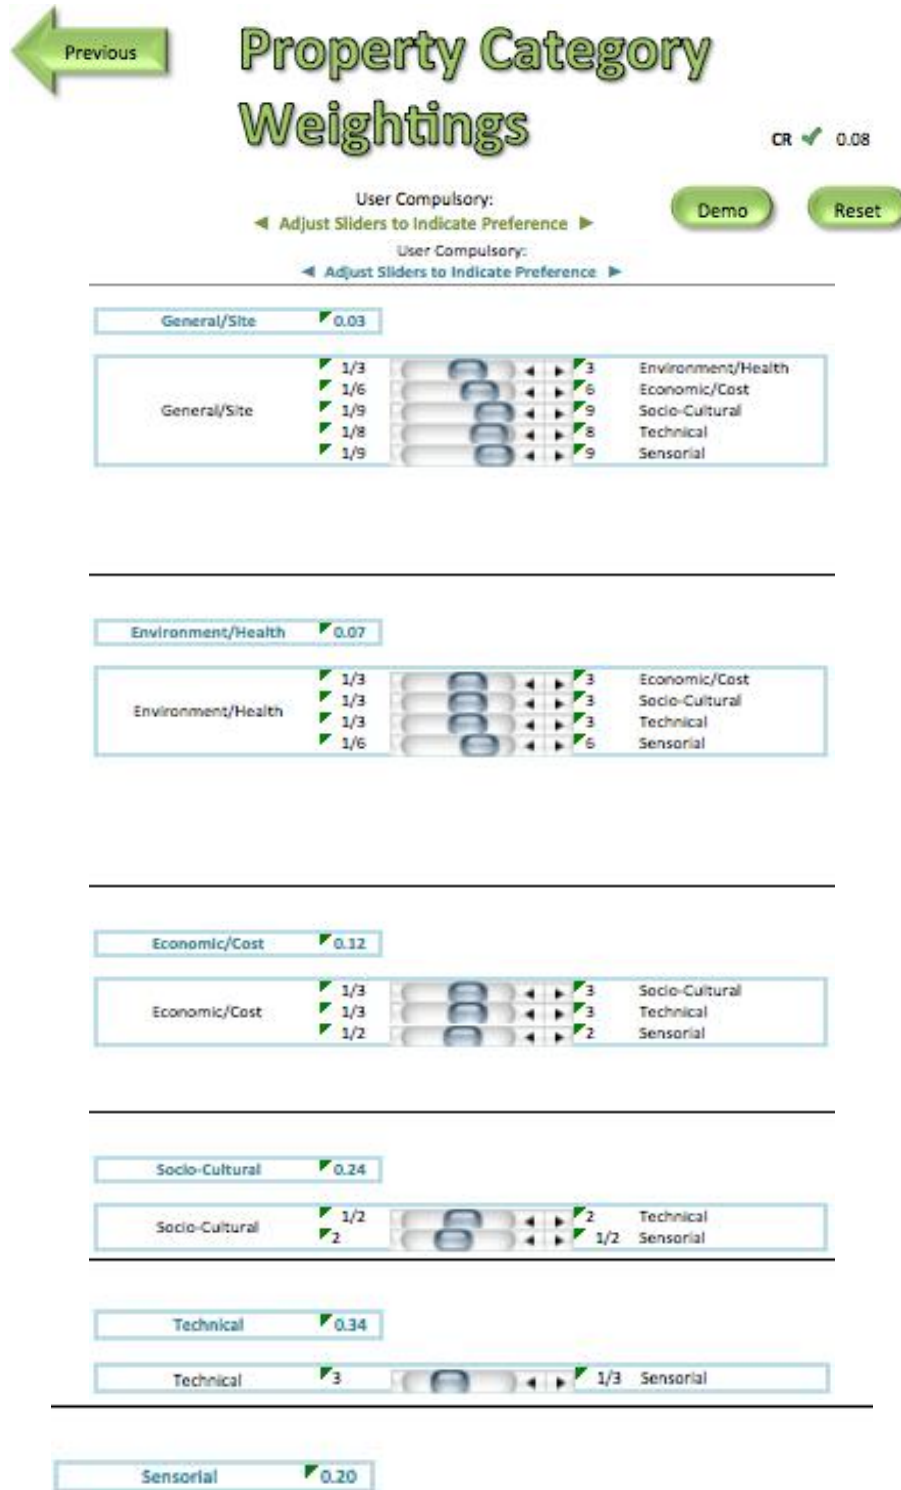 Previous
Property Category
Weightings
CR 0.08
User Compulsory:
Adjust Sliders to Indicate Preference
Demo
Reset
User Compulsory:
Adjust Sliders to Indicate Preference
General/Site 0.03
1/3 3 Environment/Health
1/6 6 Economic/Cost
General/Site 1/9 9 Socio-Cultural
1/8 8 Technical
1/9 9 Sensorial
Environment/Health 0.07
1/3 3 Economic/Cost
1/3 3 Socio-Cultural
Environment/Health 1/3 3 Technical
1/6 6 Sensorial
Economic/Cost 0.12
1/3 3 Socio-Cultural
Economic/Cost 1/3 3 Technical
1/2 2 Sensorial
Socio-Cultural 0.24
Socio-Cultural 1/2 2 Technical
2 1/2 Sensorial
Technical 0.34
Technical 3 1/3 Sensorial
Sensorial 0.20